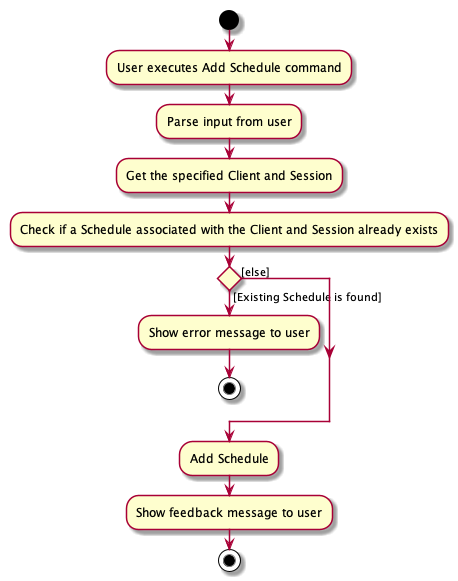 User executes Add Schedule command
Parse input from user
Get the specified Client and Session
Check if a Schedule associated with the Client and Session already exists
[else]
[Existing Schedule is found]
Show error message to user
Add Schedule
Show feedback message to user